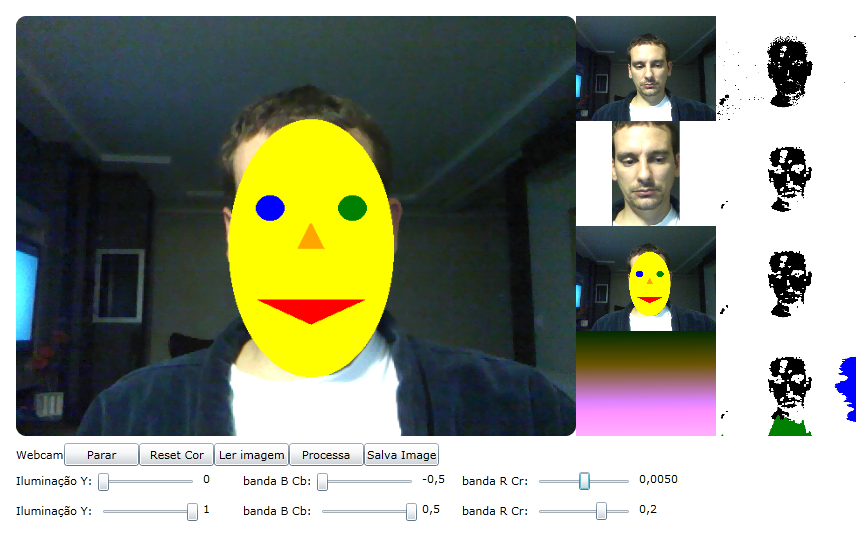 Webcam Parar Reset Cor Ler imagem Processa Salva Image
Iluminação Y: 0 banda B Cb: -0,5 banda R Cr: 0,0050
Iluminação Y: 1 banda B Cb: 0,5 banda R Cr: 0,2